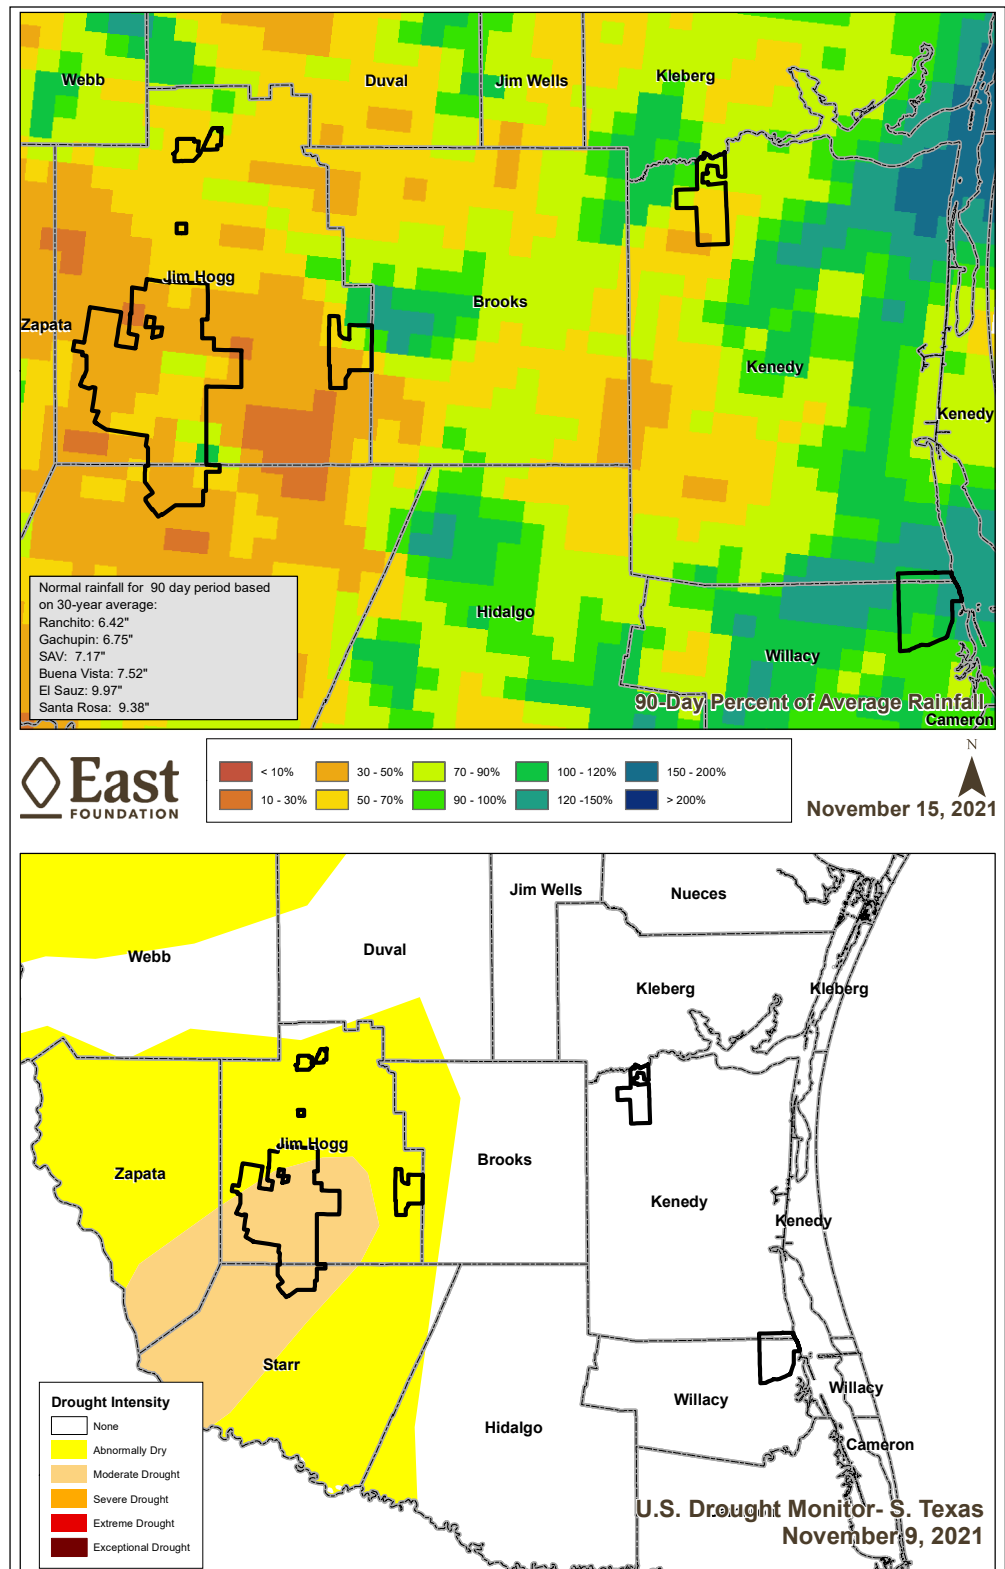 Webb
Duval
Jim Wells
Kleberg
Jim Hogg
Zapata
Brooks
Kenedy
Kenedy
Hidalgo
Willacy
Cameron
Normal rainfall for 90 day period based
on 30-year average:
Ranchito: 6.42"
Gachupin: 6.75"
SAV: 7.17"
Buena Vista: 7.52"
El Sauz: 9.97"
Santa Rosa: 9.38"
90-Day Percent of Average Rainfall
East
FOUNDATION
< 10%
30 - 50%
70 - 90%
100 - 120%
150 - 200%
10 - 30%
50 - 70%
90 - 100%
120 -150%
> 200%
N
November 15, 2021
Jim Wells
Nueces
Webb
Duval
Kleberg
Kleberg
Jim Hogg
Zapata
Brooks
Kenedy
Kenedy
Starr
Willacy
Willacy
Hidalgo
Cameron
Drought Intensity
None
Abnormally Dry
Moderate Drought
Severe Drought
Extreme Drought
Exceptional Drought
U.S. Drought Monitor- S. Texas
November 9, 2021